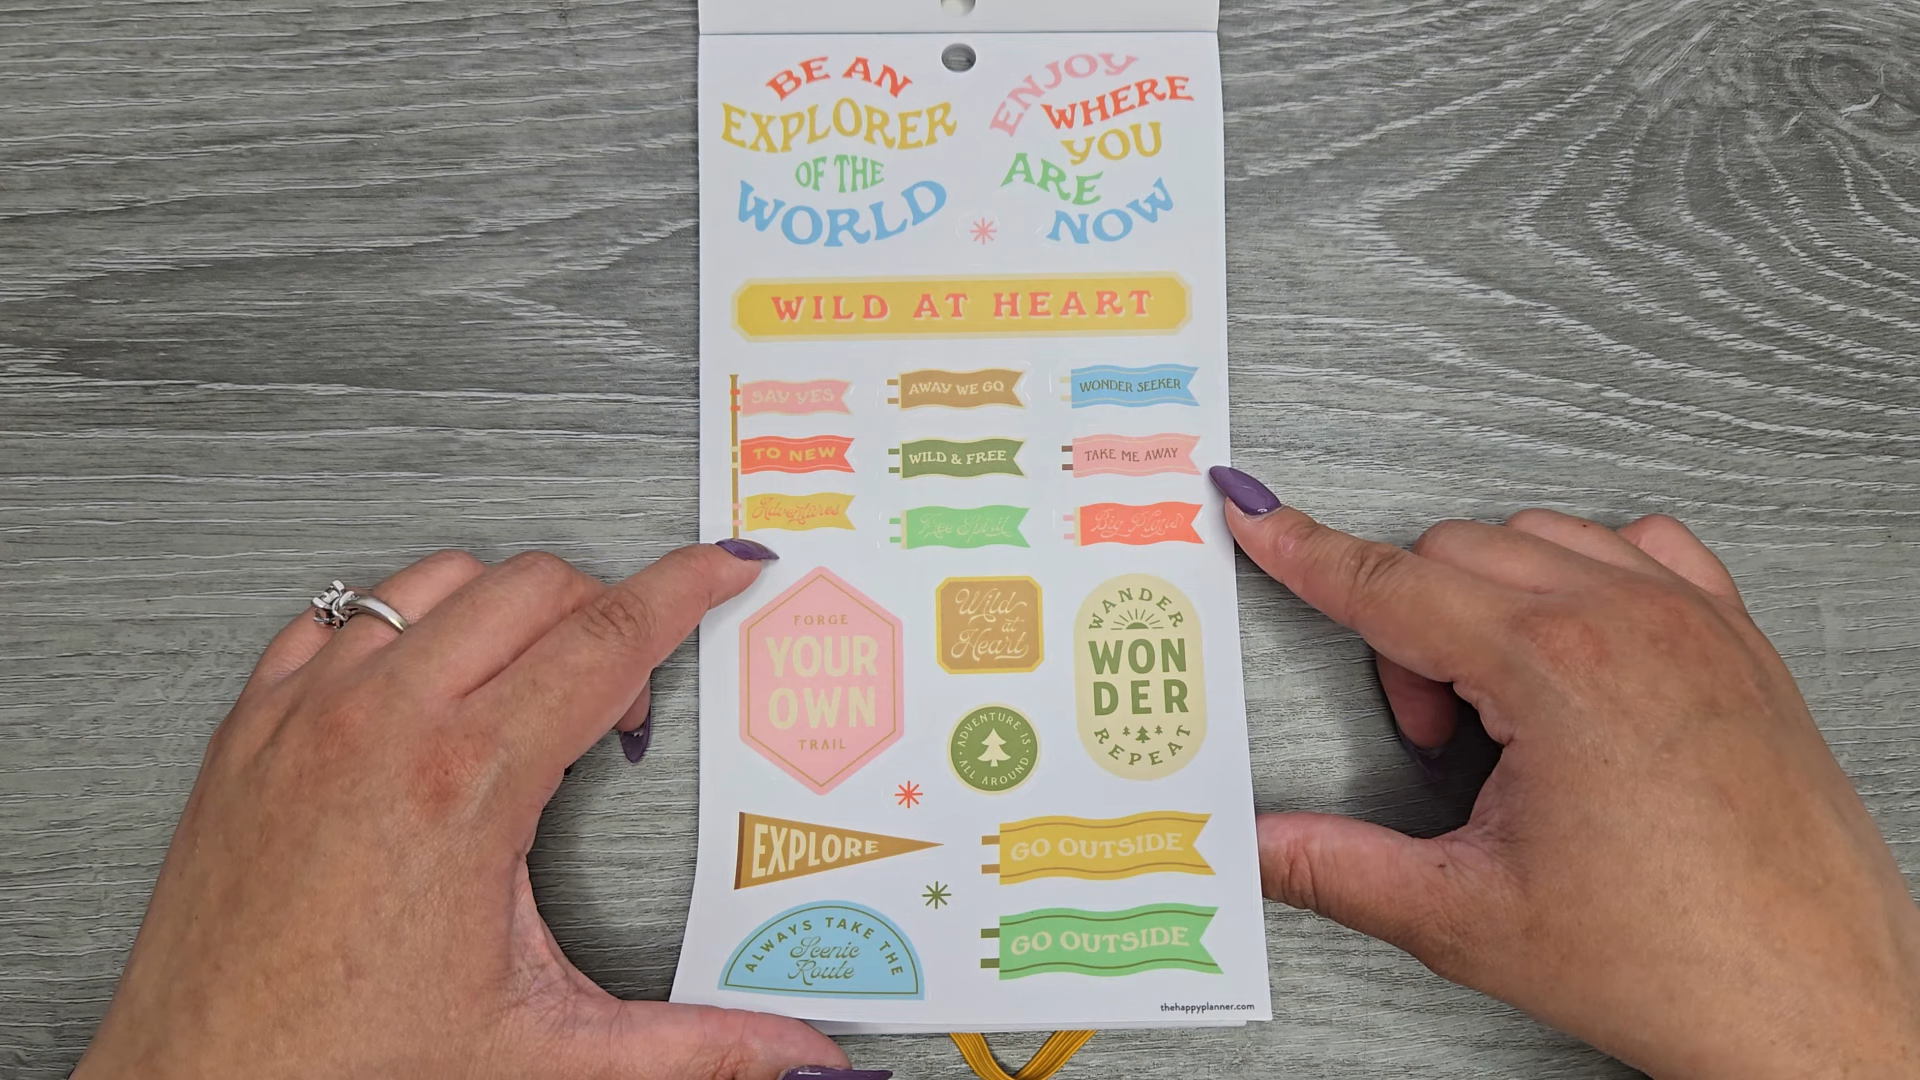 BE AN
EXPLORER
OF THE
WORLD
ENJOY
WHERE
YOU
ARE
NOW
WILD AT HEART
SAY YES
TO NEW
Adventures
AWAY WE GO
WILD & FREE
Free Spirit
WONDER SEEKER
TAKE ME AWAY
Big Plans
FORGE
YOUR
OWN
TRAIL
Wild
at
Heart
ADVENTURE IS
ALL AROUND
WANDER
WON
DER
REPEAT
EXPLORE
GO OUTSIDE
ALWAYS TAKE THE
Scenic
Route
GO OUTSIDE
thehappyplanner.com